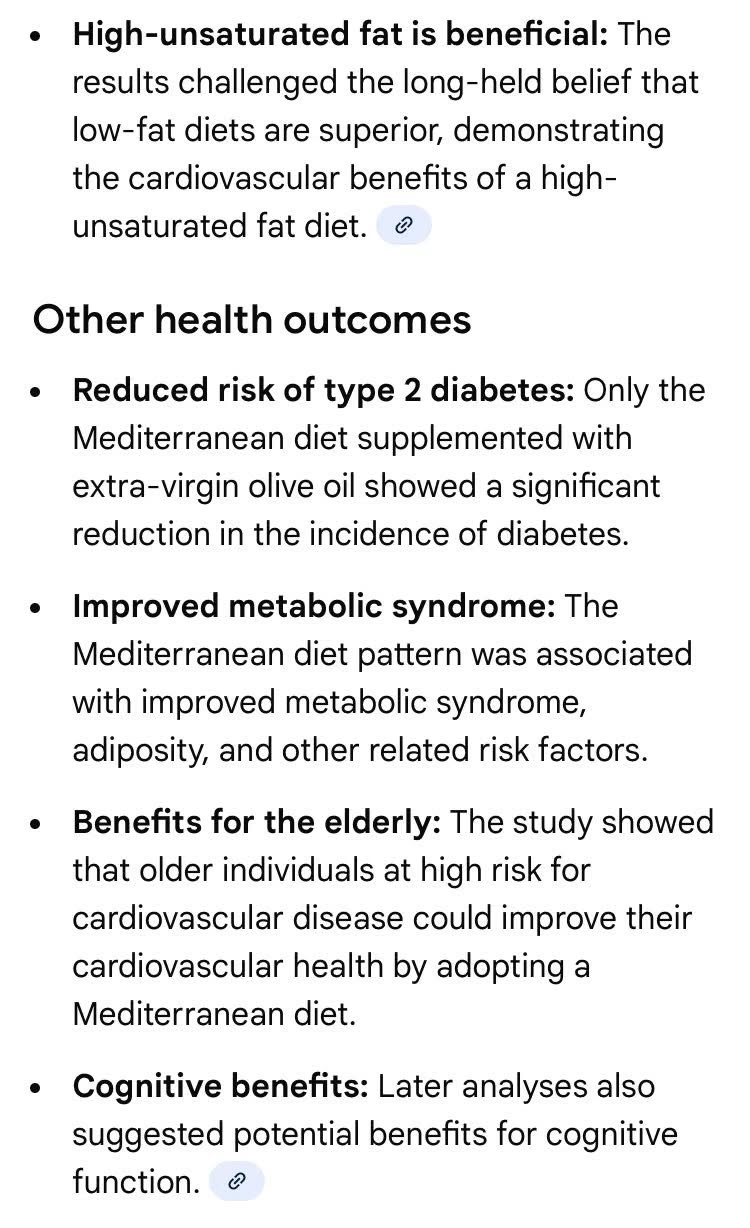 • High-unsaturated fat is beneficial: The
results challenged the long-held belief that
low-fat diets are superior, demonstrating
the cardiovascular benefits of a high-
unsaturated fat diet.
Other health outcomes
• Reduced risk of type 2 diabetes: Only the
Mediterranean diet supplemented with
extra-virgin olive oil showed a significant
reduction in the incidence of diabetes.
• Improved metabolic syndrome: The
Mediterranean diet pattern was associated
with improved metabolic syndrome,
adiposity, and other related risk factors.
• Benefits for the elderly: The study showed
that older individuals at high risk for
cardiovascular disease could improve their
cardiovascular health by adopting a
Mediterranean diet.
• Cognitive benefits: Later analyses also
suggested potential benefits for cognitive
function.